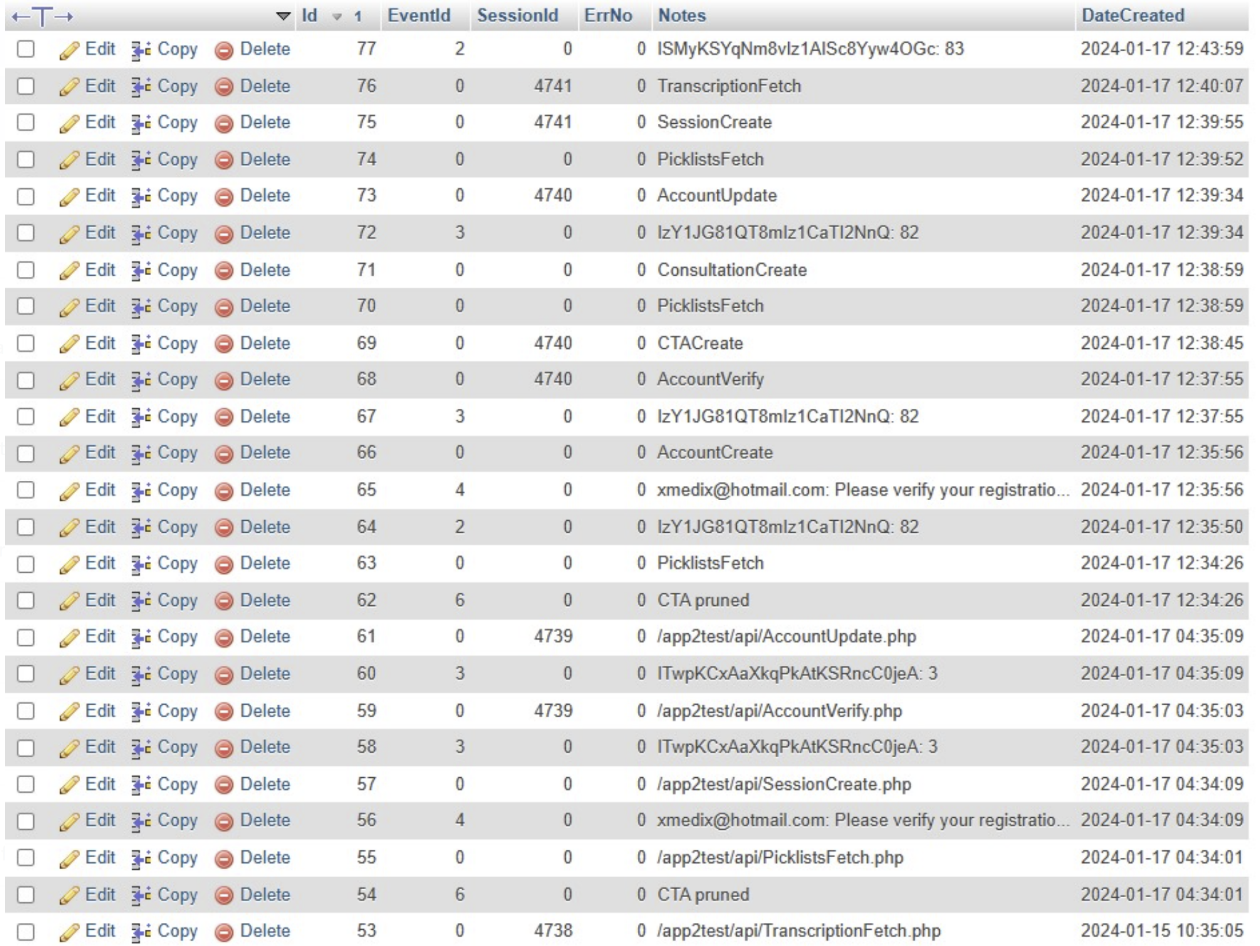 Id 1 EventId SessionId ErrNo Notes DateCreated
Edit Copy Delete 77 2 0 0 ISMyKSYqNm8vIz1AISc8Yyw4OGc: 83 2024-01-17 12:43:59
Edit Copy Delete 76 0 4741 0 TranscriptionFetch 2024-01-17 12:40:07
Edit Copy Delete 75 0 4741 0 SessionCreate 2024-01-17 12:39:55
Edit Copy Delete 74 0 0 0 PicklistsFetch 2024-01-17 12:39:52
Edit Copy Delete 73 0 4740 0 AccountUpdate 2024-01-17 12:39:34
Edit Copy Delete 72 3 0 0 IzY1JG81QT8mIz1CaTI2NnQ: 82 2024-01-17 12:39:34
Edit Copy Delete 71 0 0 0 ConsultationCreate 2024-01-17 12:38:59
Edit Copy Delete 70 0 0 0 PicklistsFetch 2024-01-17 12:38:59
Edit Copy Delete 69 0 4740 0 CTACreate 2024-01-17 12:38:45
Edit Copy Delete 68 0 4740 0 AccountVerify 2024-01-17 12:37:55
Edit Copy Delete 67 3 0 0 IzY1JG81QT8mIz1CaTI2NnQ: 82 2024-01-17 12:37:55
Edit Copy Delete 66 0 0 0 AccountCreate 2024-01-17 12:35:56
Edit Copy Delete 65 4 0 0 xmedix@hotmail.com: Please verify your registratio... 2024-01-17 12:35:56
Edit Copy Delete 64 2 0 0 IzY1JG81QT8mIz1CaTI2NnQ: 82 2024-01-17 12:35:50
Edit Copy Delete 63 0 0 0 PicklistsFetch 2024-01-17 12:34:26
Edit Copy Delete 62 6 0 0 CTA pruned 2024-01-17 12:34:26
Edit Copy Delete 61 0 4739 0 /app2test/api/AccountUpdate.php 2024-01-17 04:35:09
Edit Copy Delete 60 3 0 0 ITwpKCxAaXkqPkAtKSRncC0jeA: 3 2024-01-17 04:35:09
Edit Copy Delete 59 0 4739 0 /app2test/api/AccountVerify.php 2024-01-17 04:35:03
Edit Copy Delete 58 3 0 0 ITwpKCxAaXkqPkAtKSRncC0jeA: 3 2024-01-17 04:35:03
Edit Copy Delete 57 0 0 0 /app2test/api/SessionCreate.php 2024-01-17 04:34:09
Edit Copy Delete 56 4 0 0 xmedix@hotmail.com: Please verify your registratio... 2024-01-17 04:34:09
Edit Copy Delete 55 0 0 0 /app2test/api/PicklistsFetch.php 2024-01-17 04:34:01
Edit Copy Delete 54 6 0 0 CTA pruned 2024-01-17 04:34:01
Edit Copy Delete 53 0 4738 0 /app2test/api/TranscriptionFetch.php 2024-01-15 10:35:05